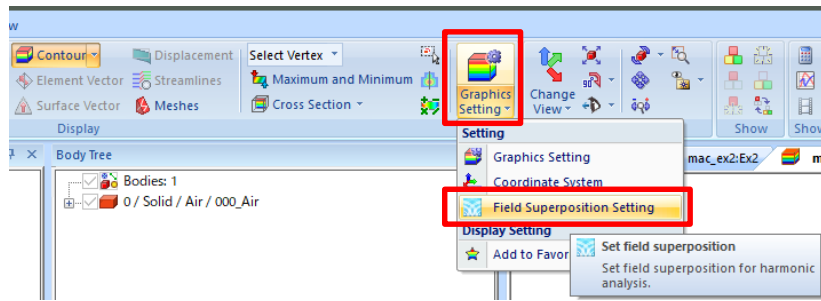 w
Contour
Displacement
Select Vertex
Element Vector
Streamlines
Maximum and Minimum
Surface Vector
Meshes
Cross Section
Graphics
Setting
Change
View
90
Display
Show
Show
Body Tree
Bodies: 1
0 / Solid / Air / 000_Air
Setting
Graphics Setting
Coordinate System
Field Superposition Setting
Display Setting
Add to Favor
mac_ex2:Ex2
m
Set field superposition
Set field superposition for harmonic
analysis.